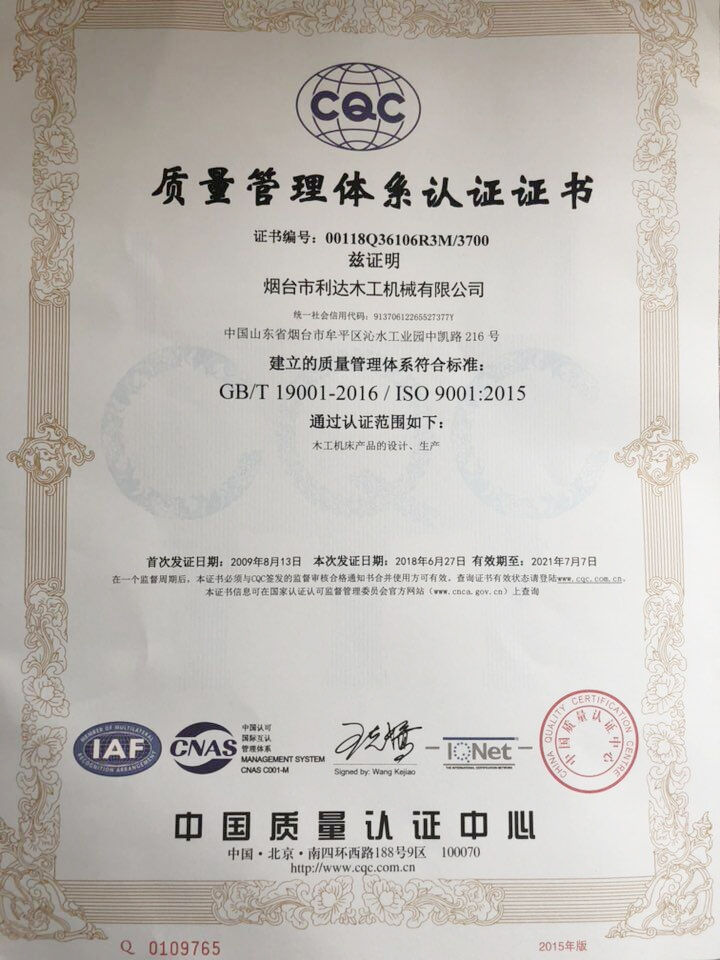 CQC
质量管理体系认证证书
证书编号：00118Q36106R3M/3700
兹证明
烟台市利达木工机械有限公司
统一社会信用代码：91370612265527377Y
中国山东省烟台市牟平区沁水工业园中凯路 216 号
建立的质量管理体系符合标准：
GB/T 19001-2016 / ISO 9001:2015
通过认证范围如下：
木工机床产品的设计、生产
首次发证日期：2009年8月13日 本次发证日期：2018年6月27日 有效期至：2021年7月7日
在一个监督周期后，本证书必须与CQC签发的监督审核合格通知书合并使用方可有效，查询证书有效状态请登陆www.cqc.com.cn，
本证书信息可在国家认证认可监督管理委员会官方网站（www.cnca.gov.cn）上查询
MEMBER OF MULTILATERAL
IAF
RECOGNITION ARRANGEMENT
CNAS
中国认可
国际互认
管理体系
MANAGEMENT SYSTEM
CNAS C001-M
Signed by: Wang Kejiao
IQNet
THE INTERNATIONAL CERTIFICATION NETWORK
CHINA QUALITY CERTIFICATION CENTRE
中国质量认证中心
中国质量认证中心
中国·北京·南四环西路188号9区 100070
http://www.cqc.com.cn
Q 0109765
2015年版